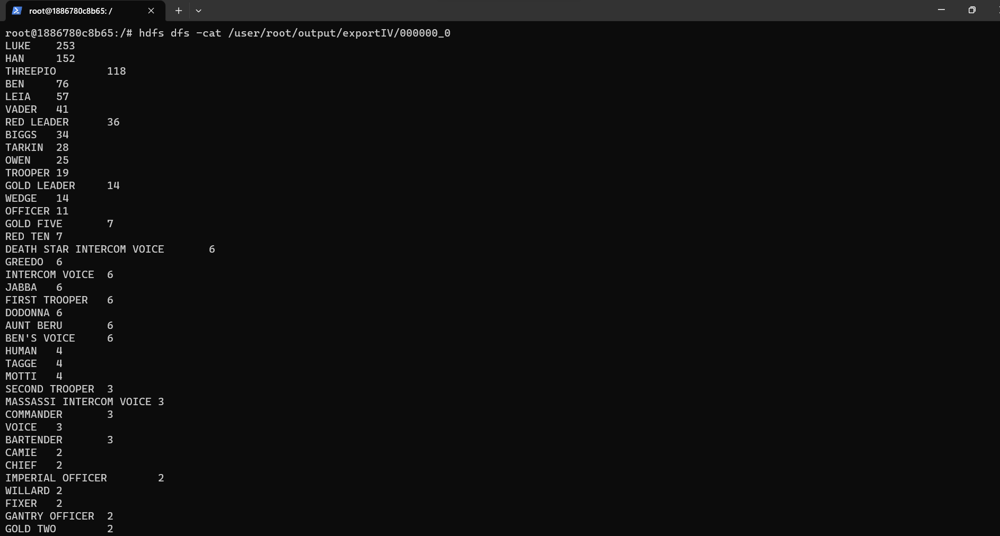 root@1886780c8b65: /
root@1886780c8b65:/# hdfs dfs -cat /user/root/output/exportIV/000000_0
LUKE	253
HAN	152
THREEPIO	118
BEN	76
LEIA	57
VADER	41
RED LEADER	36
BIGGS	34
TARKIN	28
OWEN	25
TROOPER	19
GOLD LEADER	14
WEDGE	14
OFFICER	11
GOLD FIVE	7
RED TEN	7
DEATH STAR INTERCOM VOICE	6
GREEDO	6
INTERCOM VOICE	6
JABBA	6
FIRST TROOPER	6
DODONNA	6
AUNT BERU	6
BEN'S VOICE	6
HUMAN	4
TAGGE	4
MOTTI	4
SECOND TROOPER	3
MASSASSI INTERCOM VOICE	3
COMMANDER	3
VOICE	3
BARTENDER	3
CAMIE	2
CHIEF	2
IMPERIAL OFFICER	2
WILLARD	2
FIXER	2
GANTRY OFFICER	2
GOLD TWO	2